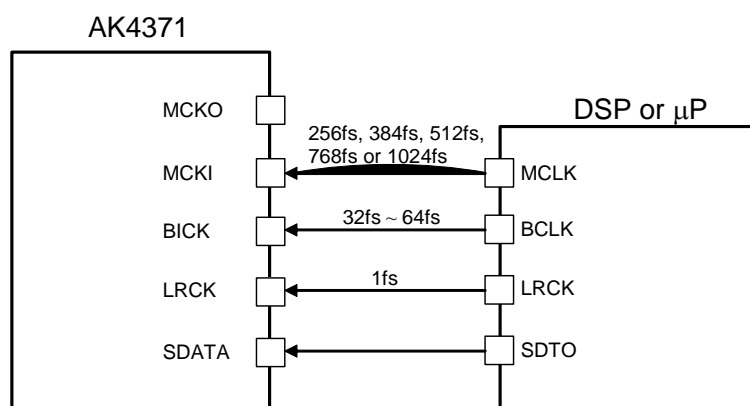 AK4371
DSP or μP
MCKO
256fs, 384fs, 512fs,
768fs or 1024fs
MCKI
MCLK
BICK
32fs ~ 64fs
BCLK
LRCK
1fs
LRCK
SDATA
SDTO